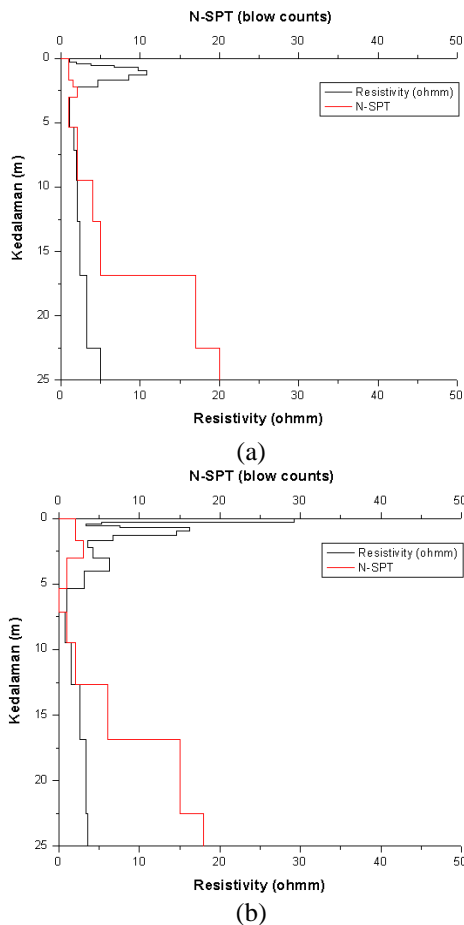 N-SPT (blow counts)
0 10 20 30 40 50
Resistivity (ohmm)
N-SPT
Kedalaman (m)
0
5
10
15
20
25
0 10 20 30 40 50
Resistivity (ohmm)
(a)
N-SPT (blow counts)
0 10 20 30 40 50
Resistivity (ohmm)
N-SPT
Kedalaman (m)
0
5
10
15
20
25
0 10 20 30 40 50
Resistivity (ohmm)
(b)